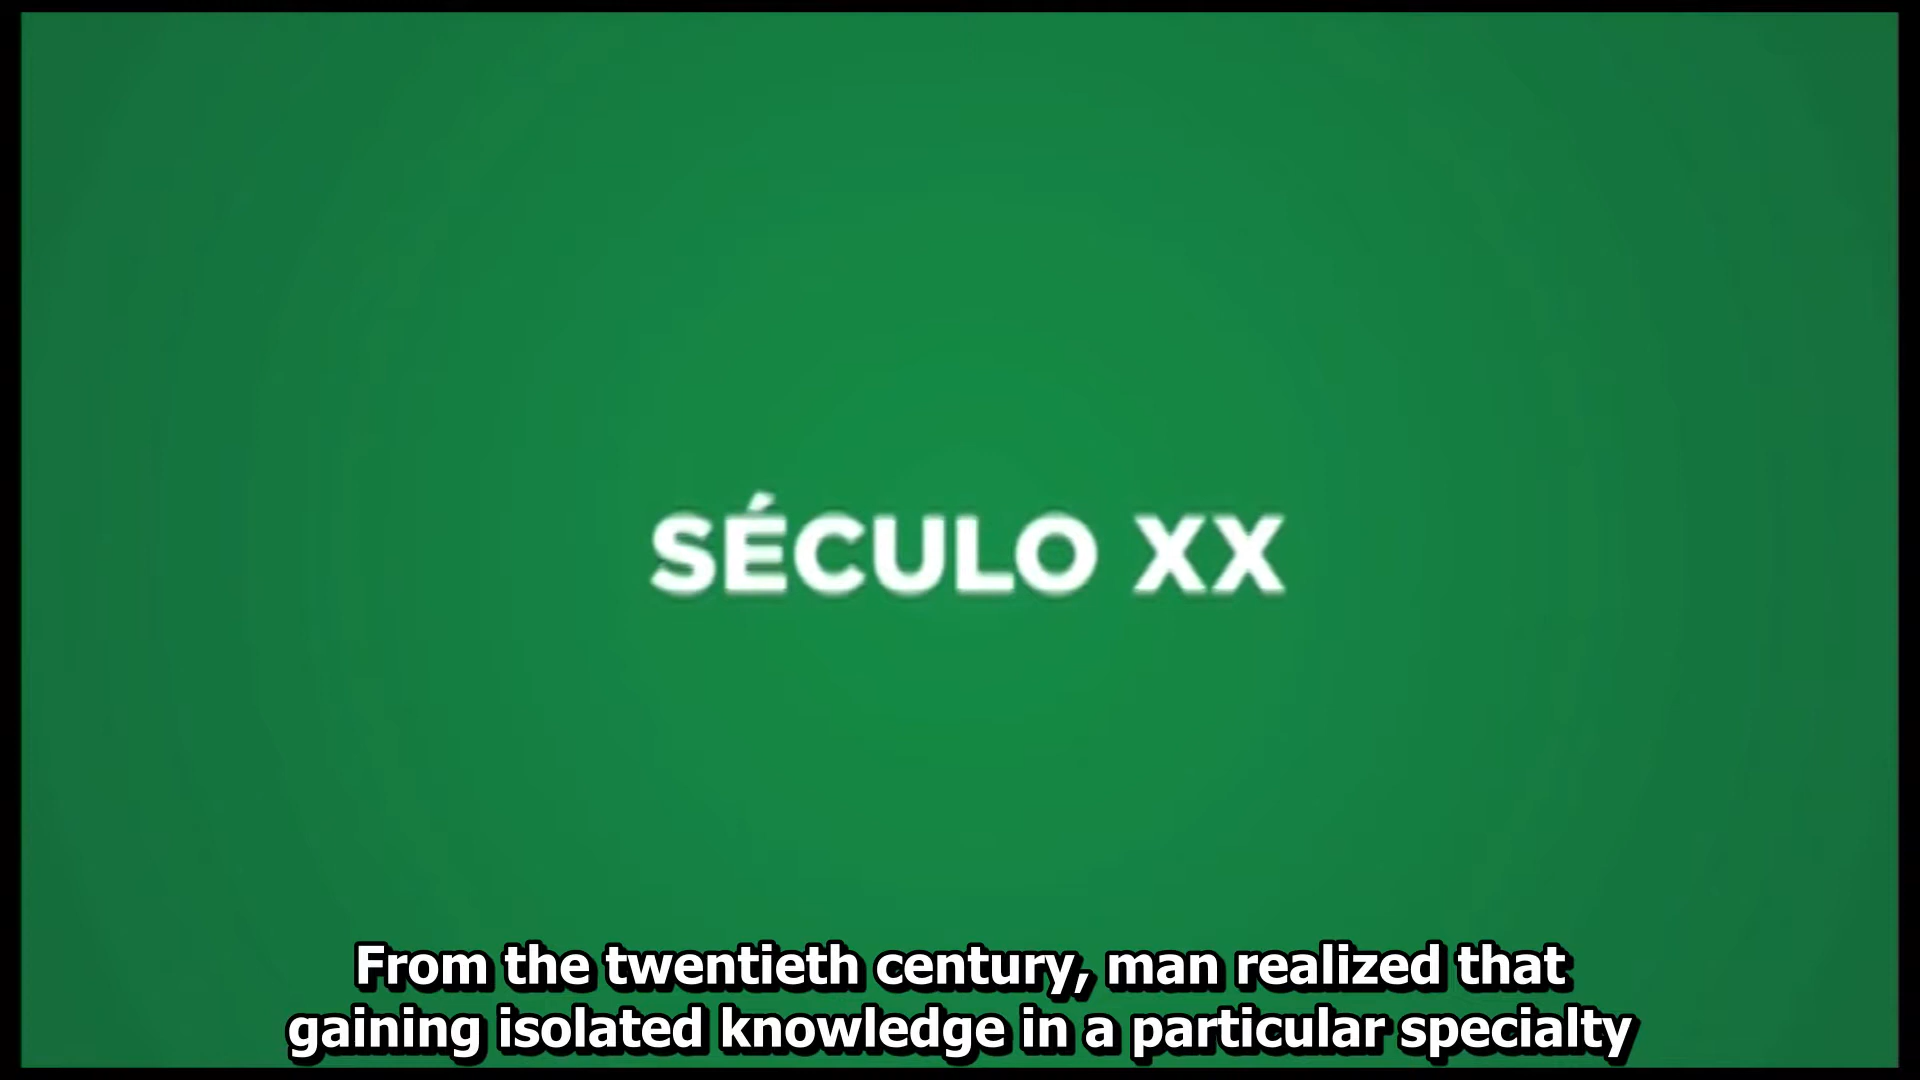 SÉCULO XX
From the twentieth century, man realized that
gaining isolated knowledge in a particular specialty